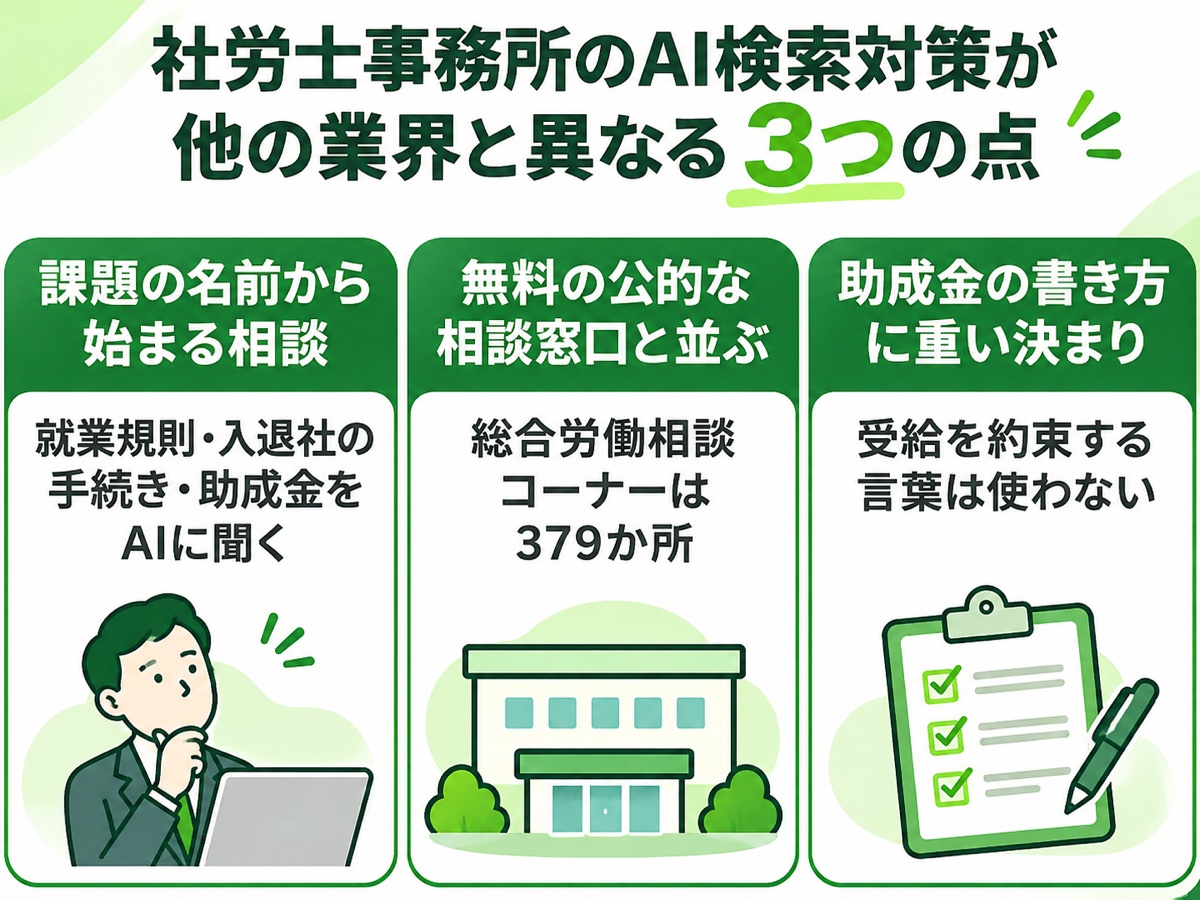 社労士事務所のAI検索対策が
他の業界と異なる3つの点
課題の名前から
始まる相談
就業規則・入退社の
手続き・助成金を
AIに聞く
無料の公的な
相談窓口と並ぶ
総合労働相談
コーナーは
379か所
助成金の書き方
に重い決まり
受給を約束する
言葉は使わない